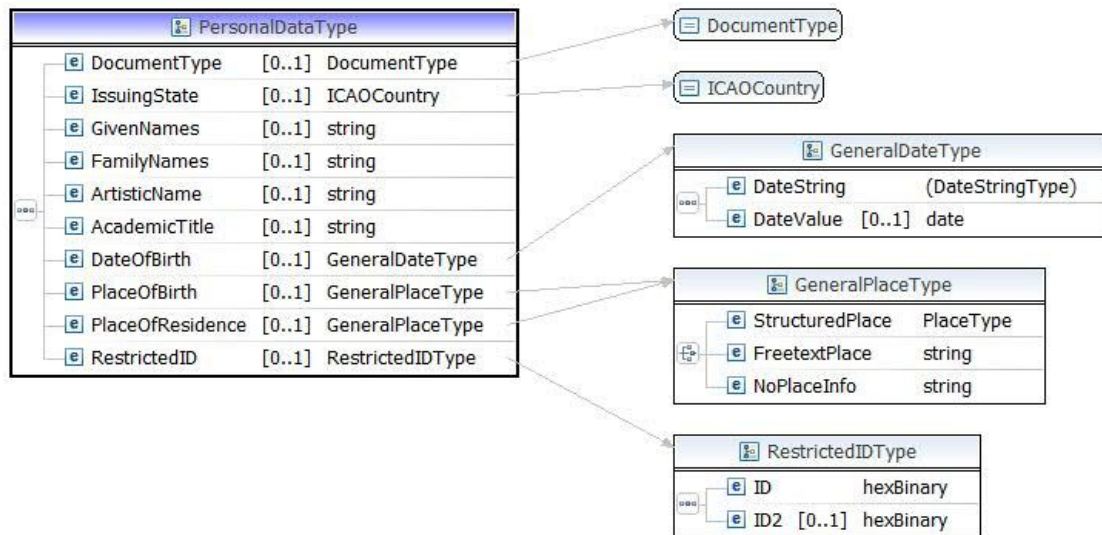 PersonalDataType
DocumentType [0..1] DocumentType
IssuingState [0..1] ICAOCountry
GivenNames [0..1] string
FamilyNames [0..1] string
ArtisticName [0..1] string
AcademicTitle [0..1] string
DateOfBirth [0..1] GeneralDateType
PlaceOfBirth [0..1] GeneralPlaceType
PlaceOfResidence [0..1] GeneralPlaceType
RestrictedID [0..1] RestrictedIDType
DocumentType
ICAOCountry
GeneralDateType
DateString (DateStringType)
DateValue [0..1] date
GeneralPlaceType
StructuredPlace PlaceType
FreetextPlace string
NoPlaceInfo string
RestrictedIDType
ID hexBinary
ID2 [0..1] hexBinary